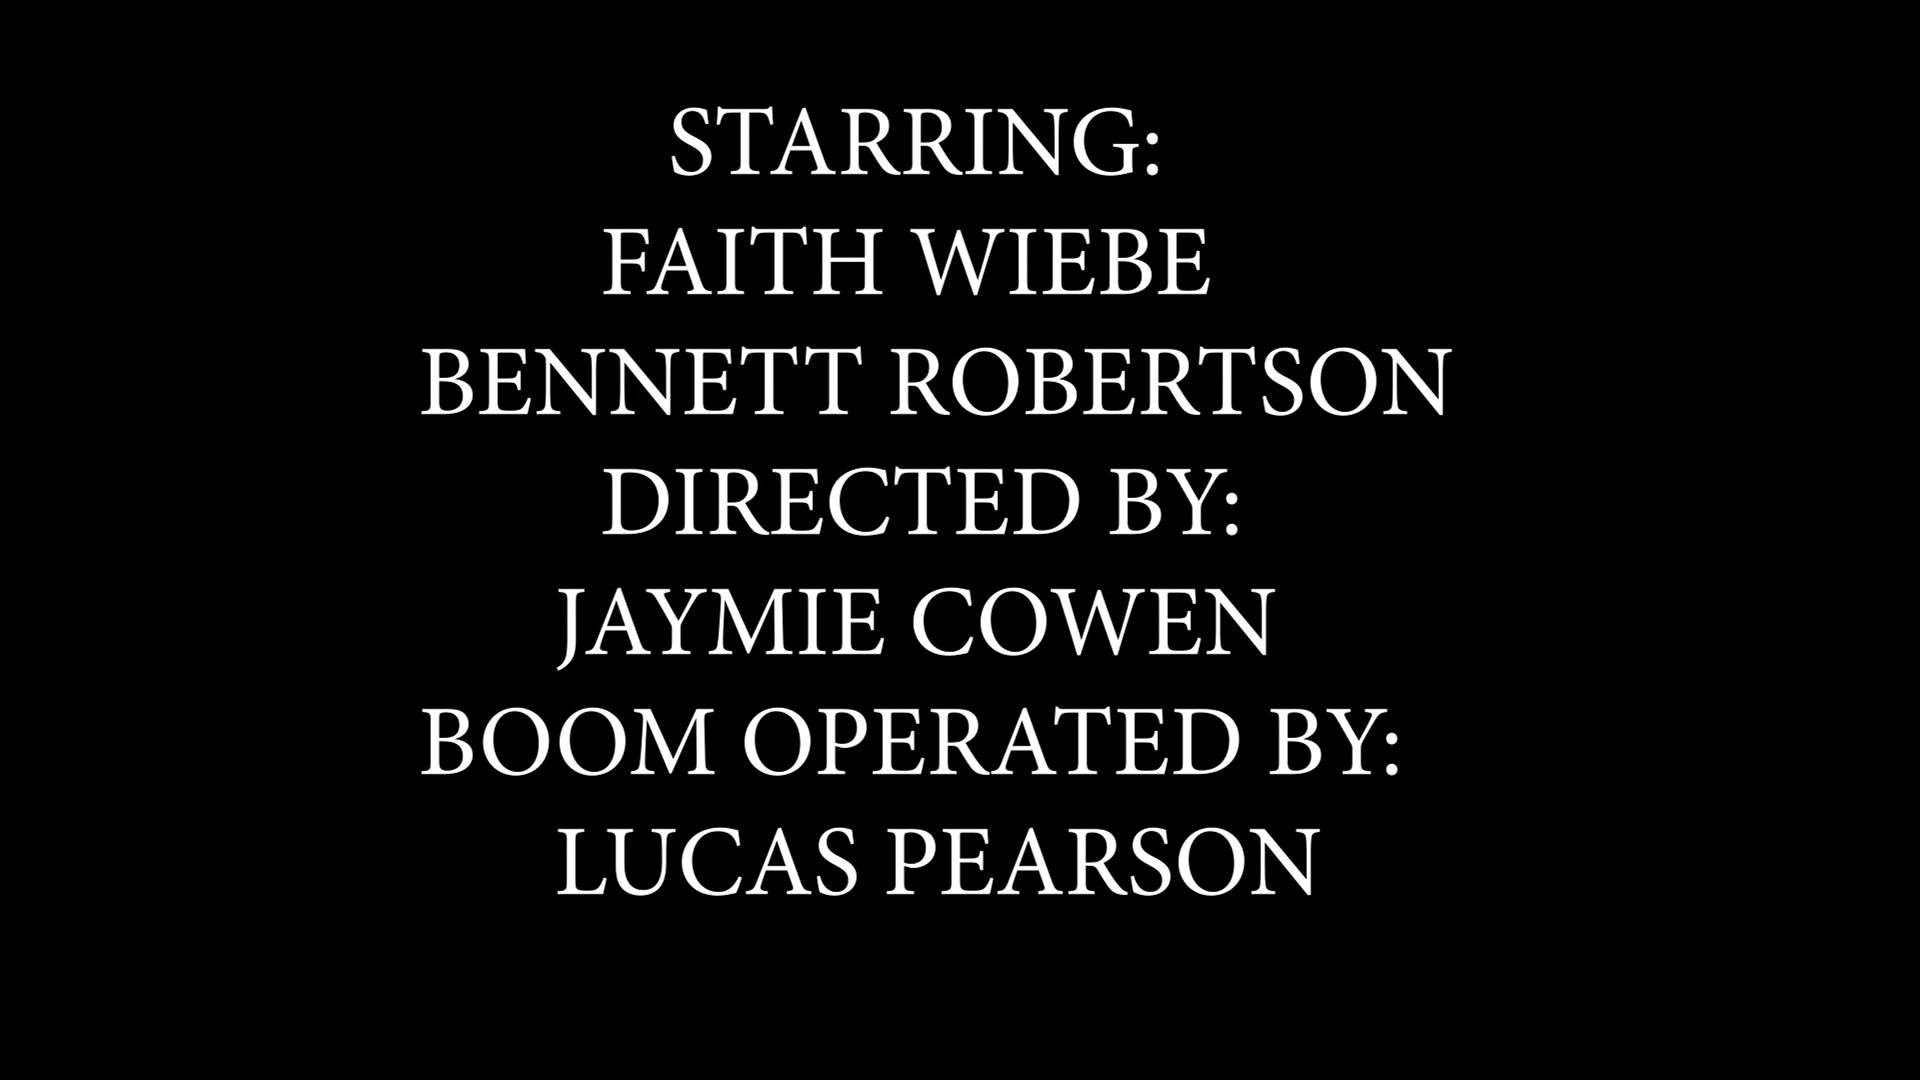 STARRING:
FAITH WIEBE
BENNETT ROBERTSON
DIRECTED BY:
JAYMIE COWEN
BOOM OPERATED BY:
LUCAS PEARSON